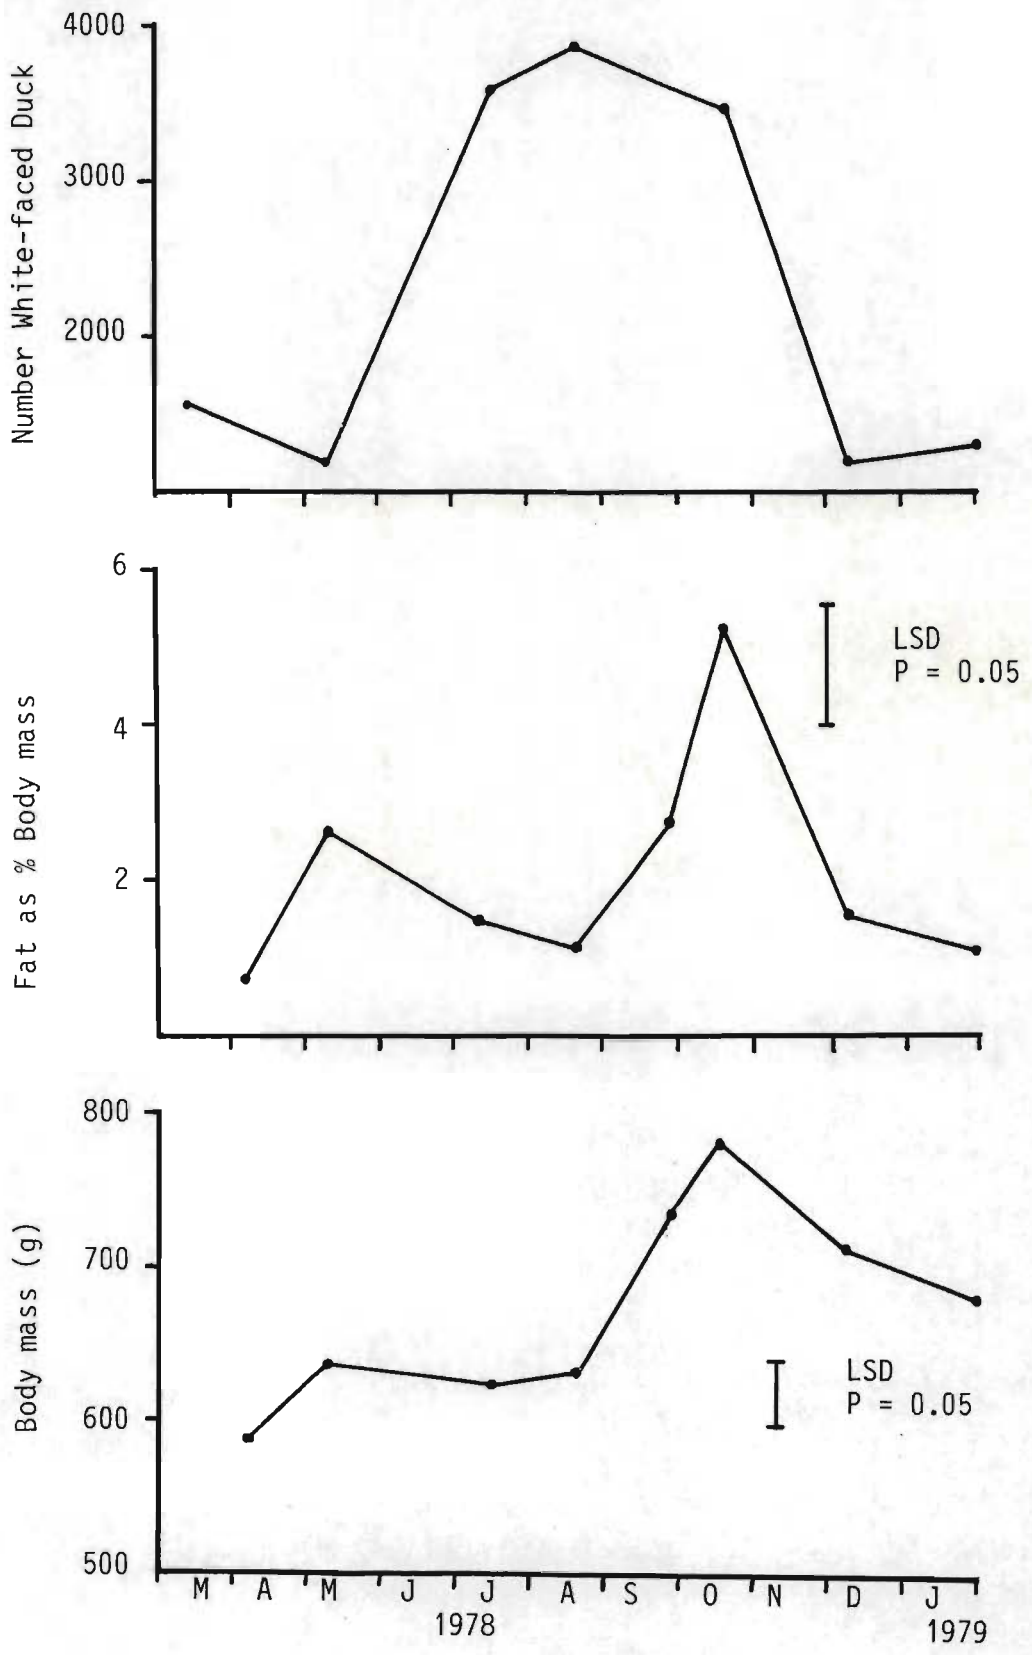 4000
3000
2000
Number White-faced Duck
6
4
2
Fat as % Body mass
LSD
P = 0.05
800
700
600
500
Body mass (g)
LSD
P = 0.05
M A M J J A S O N D J
1978 1979